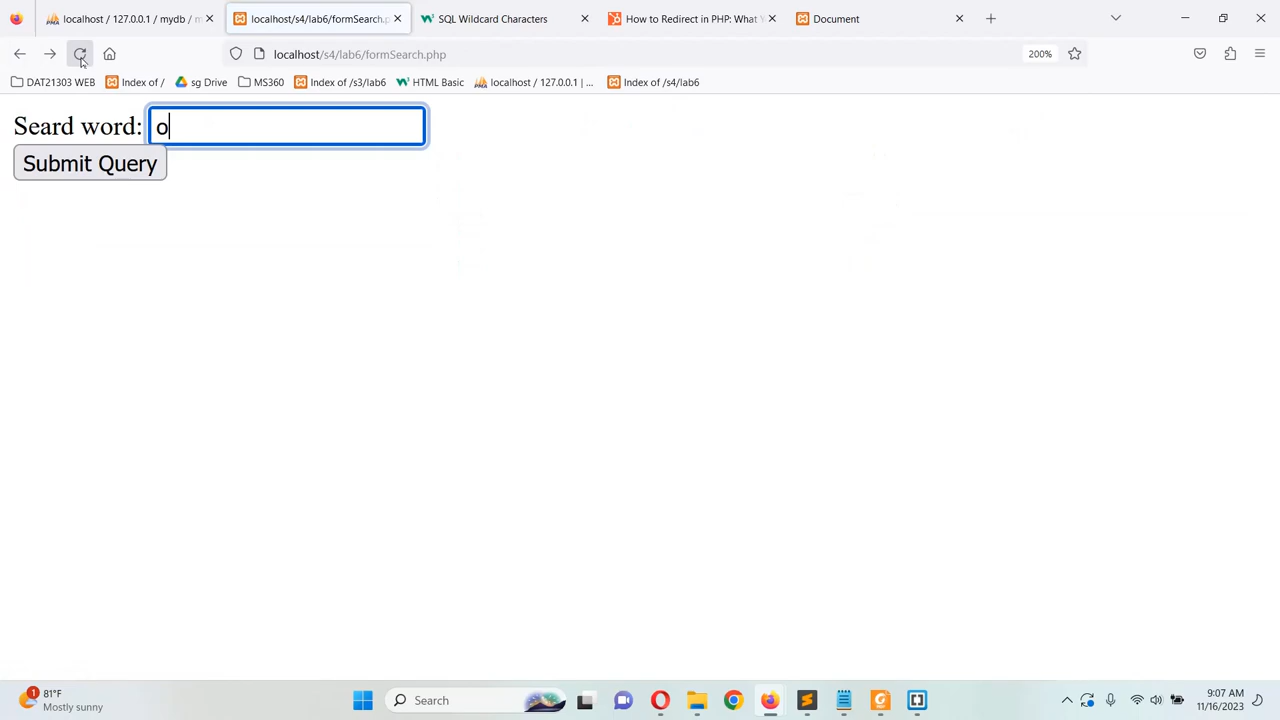 localhost / 127.0.0.1 / mydb / m
localhost/s4/lab6/formSearch.p
SQL Wildcard Characters
How to Redirect in PHP: What Y
Document
localhost/s4/lab6/formSearch.php
200%
DAT21303 WEB
Index of /
sg Drive
MS360
Index of /s3/lab6
HTML Basic
localhost / 127.0.0.1 | ...
Index of /s4/lab6
Seard word: o
Submit Query
1
81°F
Mostly sunny
Search
9:07 AM
11/16/2023